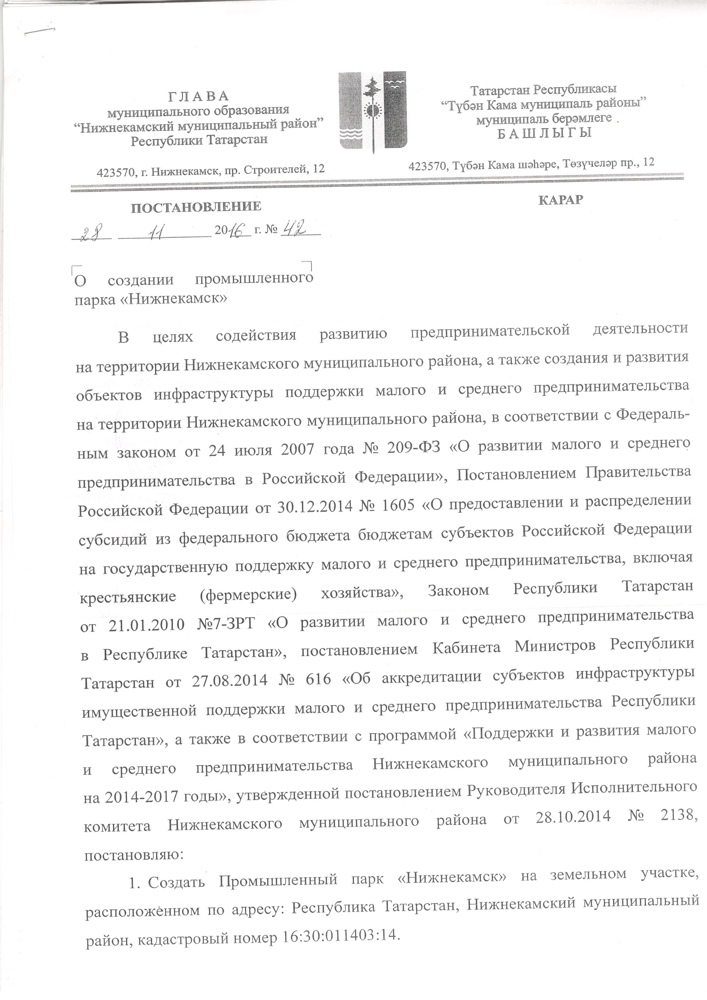 Г Л А В А
муниципального образования
“Нижнекамский муниципальный район”
Республики Татарстан
423570, г. Нижнекамск, пр. Строителей, 12
Татарстан Республикасы
“Түбән Кама муниципаль районы”
муниципаль берәмлеге
Б А Ш Л Ы Г Ы
423570, Түбән Кама шәһәре, Төзүчеләр пр., 12
ПОСТАНОВЛЕНИЕ
КАРАР
28 11 2016 г. № 42
О создании промышленного
парка «Нижнекамск»
В целях содействия развитию предпринимательской деятельности
на территории Нижнекамского муниципального района, а также создания и развития
объектов инфраструктуры поддержки малого и среднего предпринимательства
на территории Нижнекамского муниципального района, в соответствии с Федераль-
ным законом от 24 июля 2007 года № 209-ФЗ «О развитии малого и среднего
предпринимательства в Российской Федерации», Постановлением Правительства
Российской Федерации от 30.12.2014 № 1605 «О предоставлении и распределении
субсидий из федерального бюджета бюджетам субъектов Российской Федерации
на государственную поддержку малого и среднего предпринимательства, включая
крестьянские (фермерские) хозяйства», Законом Республики Татарстан
от 21.01.2010 №7-ЗРТ «О развитии малого и среднего предпринимательства
в Республике Татарстан», постановлением Кабинета Министров Республики
Татарстан от 27.08.2014 № 616 «Об аккредитации субъектов инфраструктуры
имущественной поддержки малого и среднего предпринимательства Республики
Татарстан», а также в соответствии с программой «Поддержки и развития малого
и среднего предпринимательства Нижнекамского муниципального района
на 2014-2017 годы», утвержденной постановлением Руководителя Исполнительного
комитета Нижнекамского муниципального района от 28.10.2014 № 2138,
постановляю:
1. Создать Промышленный парк «Нижнекамск» на земельном участке,
расположенном по адресу: Республика Татарстан, Нижнекамский муниципальный
район, кадастровый номер 16:30:011403:14.